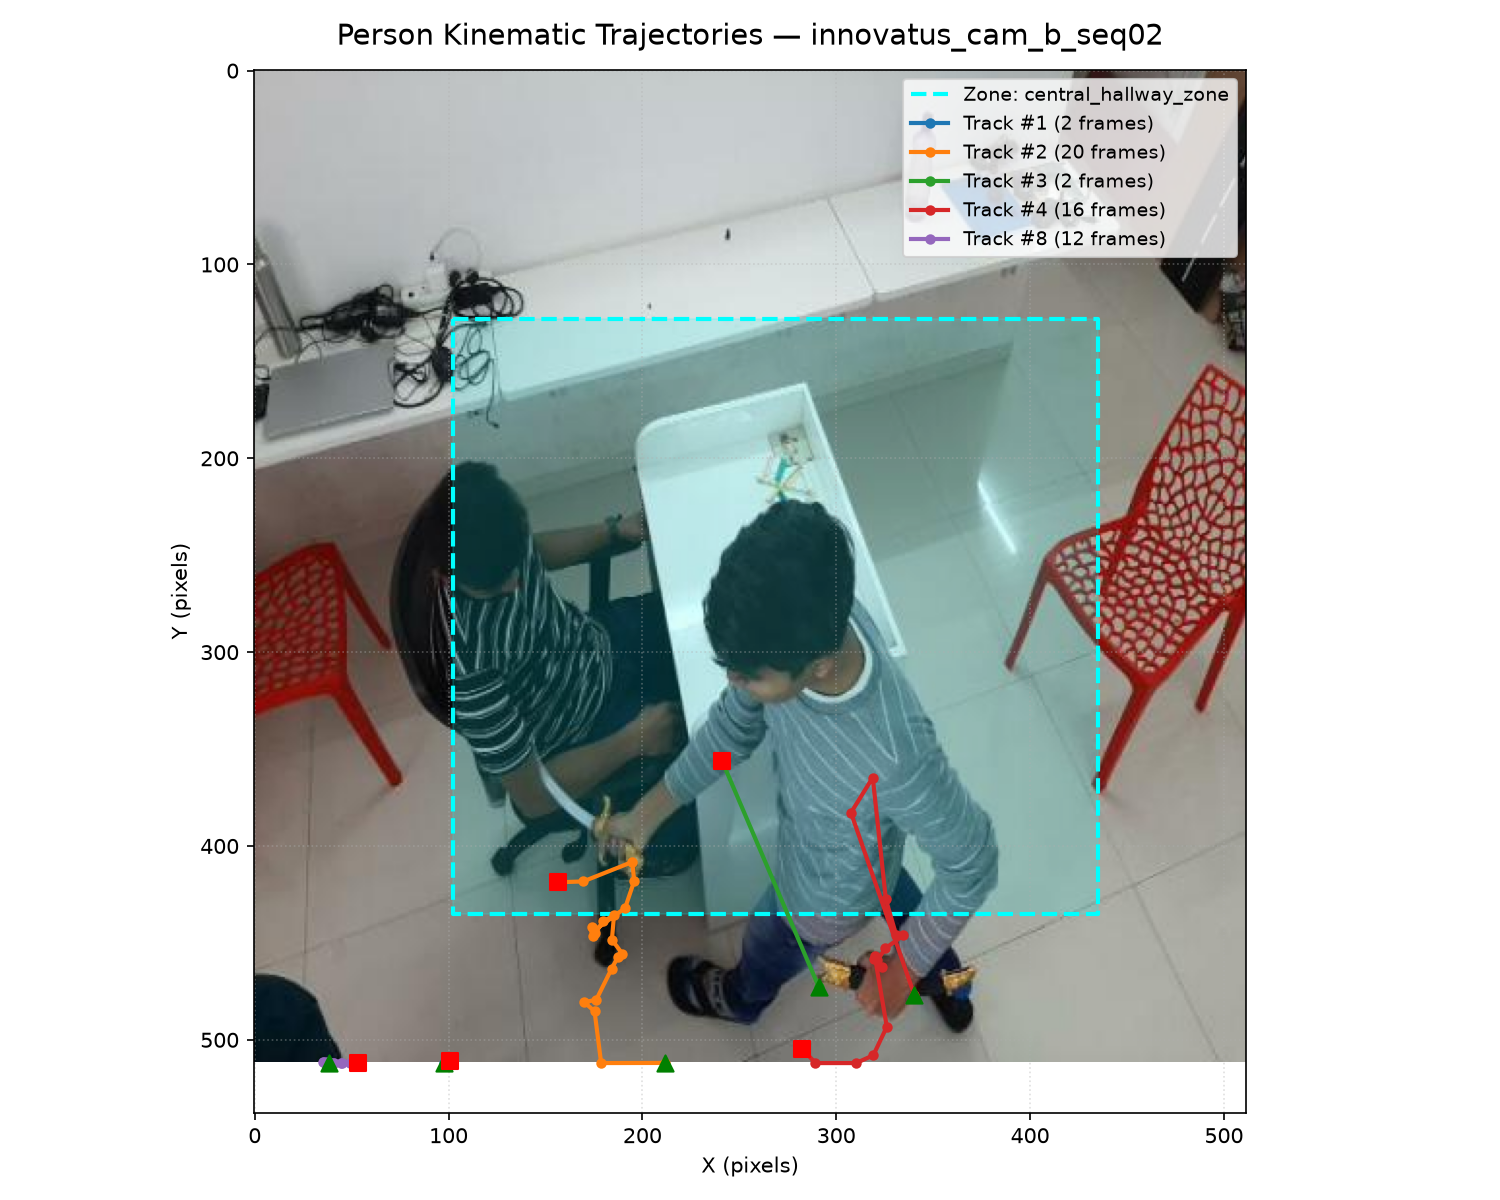 Person Kinematic Trajectories — innovatus_cam_b_seq02
Zone: central_hallway_zone
Track #1 (2 frames)
Track #2 (20 frames)
Track #3 (2 frames)
Track #4 (16 frames)
Track #8 (12 frames)
0
100
200
300
400
500
Y (pixels)
0 100 200 300 400 500
X (pixels)